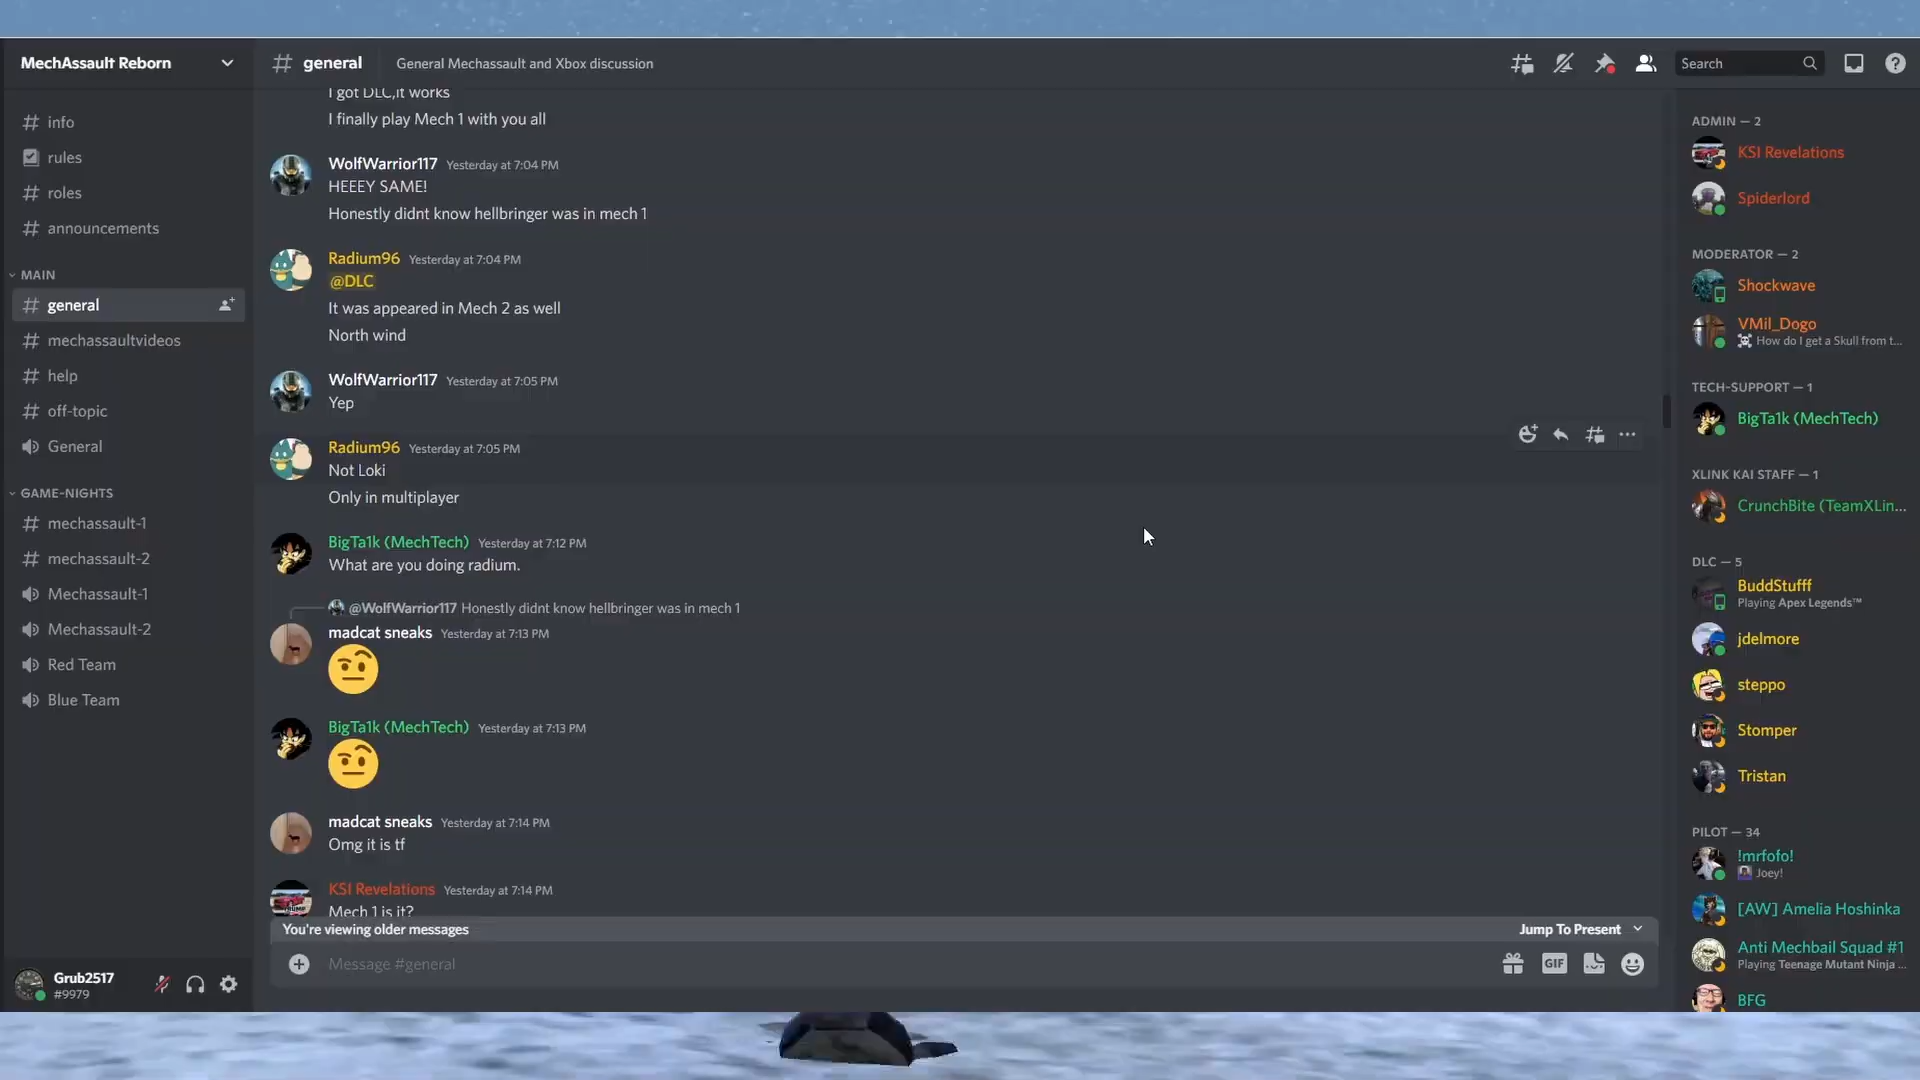 MechAssault Reborn
# general
General Mechassault and Xbox discussion
Search
# info
rules
# roles
# announcements
MAIN
# general
# mechassaultvideos
# help
# off-topic
General
GAME-NIGHTS
# mechassault-1
# mechassault-2
Mechassault-1
Mechassault-2
Red Team
Blue Team
Grub2517
#9979
I got DLC,it works
I finally play Mech 1 with you all
WolfWarrior117 Yesterday at 7:04 PM
HEEEY SAME!
Honestly didnt know hellbringer was in mech 1
Radium96 Yesterday at 7:04 PM
@DLC
It was appeared in Mech 2 as well
North wind
WolfWarrior117 Yesterday at 7:05 PM
Yep
Radium96 Yesterday at 7:05 PM
Not Loki
Only in multiplayer
BigTa1k (MechTech) Yesterday at 7:12 PM
What are you doing radium.
@WolfWarrior117 Honestly didnt know hellbringer was in mech 1
madcat sneaks Yesterday at 7:13 PM
BigTa1k (MechTech) Yesterday at 7:13 PM
madcat sneaks Yesterday at 7:14 PM
Omg it is tf
KSI Revelations Yesterday at 7:14 PM
Mech 1 is it?
You're viewing older messages
Jump To Present
Message #general
GIF
ADMIN — 2
KSI Revelations
Spiderlord
MODERATOR — 2
Shockwave
VMil_Dogo
How do I get a Skull from t...
TECH-SUPPORT — 1
BigTa1k (MechTech)
XLINK KAI STAFF — 1
CrunchBite (TeamXLin...
DLC — 5
BuddStufff
Playing Apex Legends™
jdelmore
steppo
Stomper
Tristan
PILOT — 34
!mrfofo!
Joey!
[AW] Amelia Hoshinka
Anti Mechbail Squad #1
Playing Teenage Mutant Ninja ...
BFG